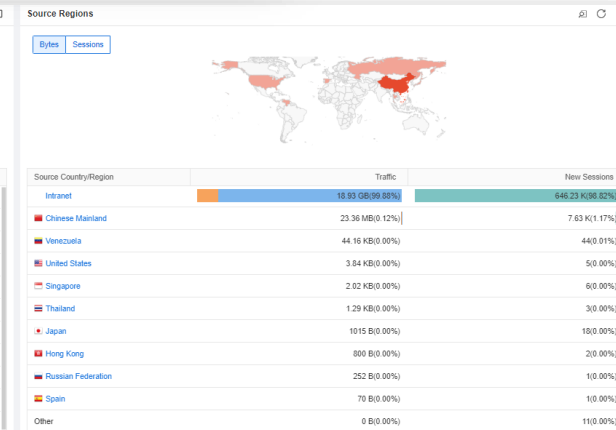 Source Regions
Bytes Sessions
Source Country/Region Traffic New Sessions
Intranet 18.93 GB(99.88%) 646.23 K(98.82%)
Chinese Mainland 23.36 MB(0.12%) 7.63 K(1.17%)
Venezuela 44.16 KB(0.00%) 44(0.01%)
United States 3.84 KB(0.00%) 5(0.00%)
Singapore 2.02 KB(0.00%) 6(0.00%)
Thailand 1.29 KB(0.00%) 3(0.00%)
Japan 1015 B(0.00%) 18(0.00%)
Hong Kong 800 B(0.00%) 2(0.00%)
Russian Federation 252 B(0.00%) 1(0.00%)
Spain 70 B(0.00%) 1(0.00%)
Other 0 B(0.00%) 11(0.00%)